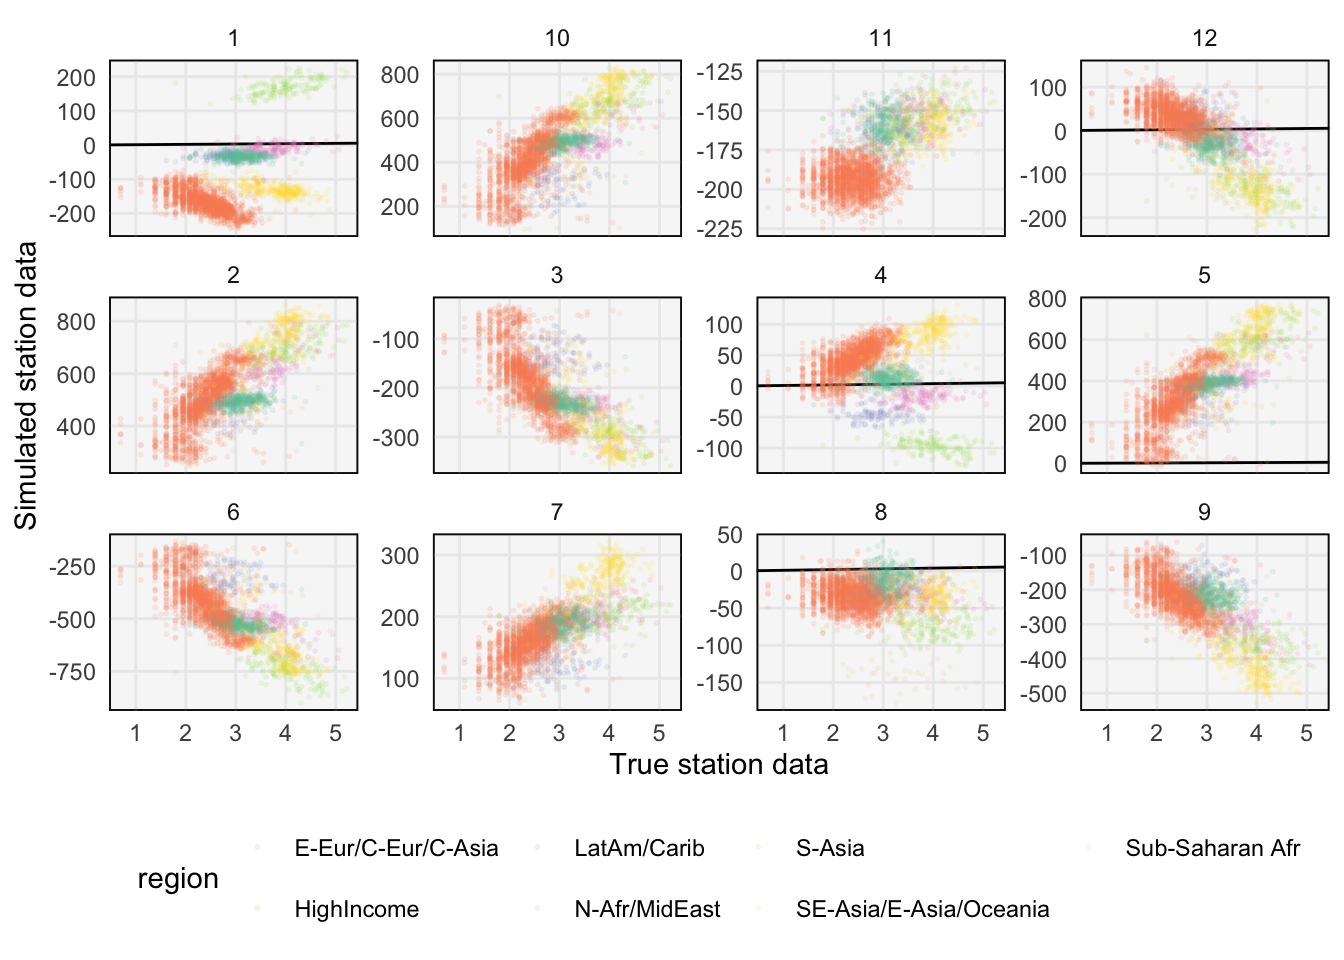 1 10 11 12
200 100 0 -100 -200
800 600 400 200
-125 -150 -175 -200 -225
100 0 -100 -200
Simulated station data
2 3 4 5
800 600 400
-100 -200 -300
100 50 0 -50 -100
800 600 400 200 0
6 7 8 9
-250 -500 -750
300 200 100
50 0 -50 -100 -150
-100 -200 -300 -400 -500
1 2 3 4 5 1 2 3 4 5 1 2 3 4 5 1 2 3 4 5
True station data
region
E-Eur/C-Eur/C-Asia LatAm/Carib S-Asia Sub-Saharan Afr
HighIncome N-Afr/MidEast SE-Asia/E-Asia/Oceania